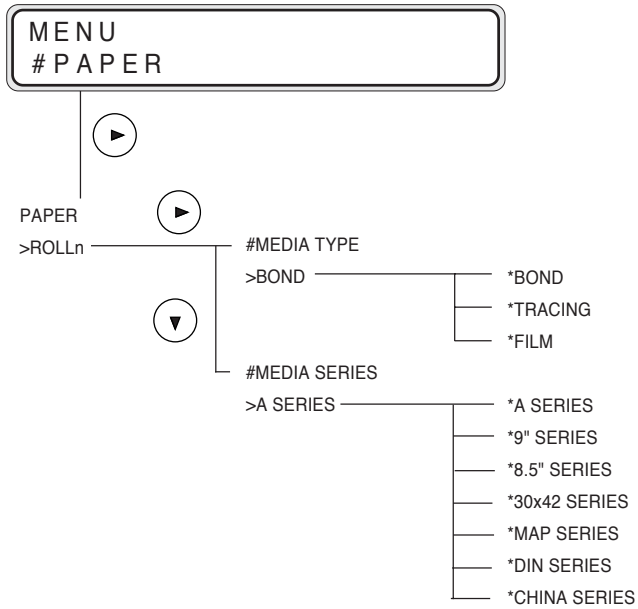 MENU
#PAPER
PAPER
>ROLLn
#MEDIA TYPE
>BOND
*BOND
*TRACING
*FILM
#MEDIA SERIES
>A SERIES
*A SERIES
*9" SERIES
*8.5" SERIES
*30x42 SERIES
*MAP SERIES
*DIN SERIES
*CHINA SERIES